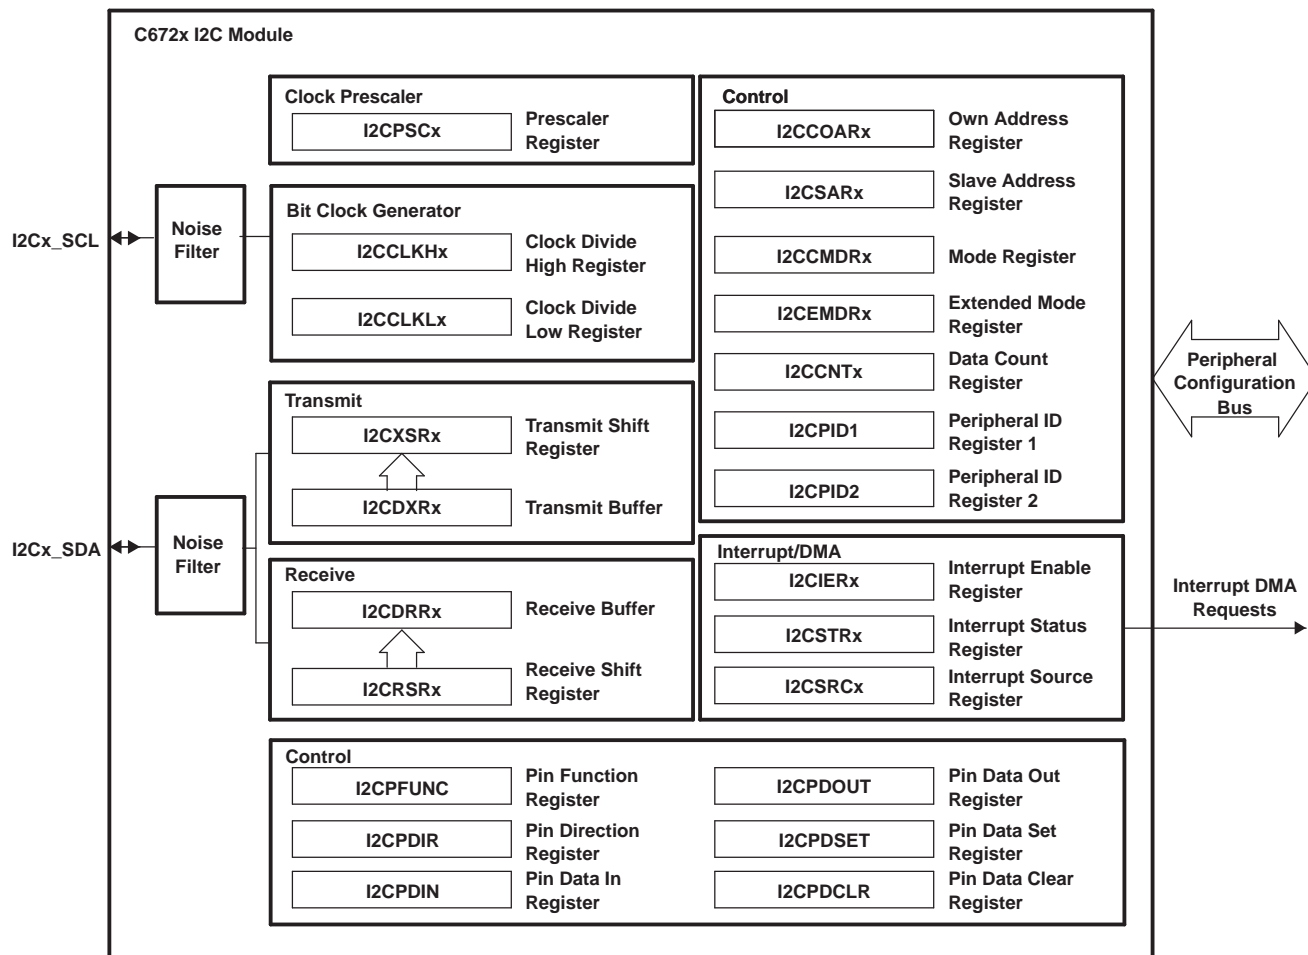 C672x I2C Module
Clock Prescaler
I2CPSCx
Prescaler
Register
I2Cx_SCL
Noise
Filter
Bit Clock Generator
I2CCLKHx
Clock Divide
High Register
I2CCLKLx
Clock Divide
Low Register
Transmit
I2CXSRx
Transmit Shift
Register
I2CDXRx
Transmit Buffer
I2Cx_SDA
Noise
Filter
Receive
I2CDRRx
Receive Buffer
I2CRSRx
Receive Shift
Register
Control
I2CCOARx
Own Address
Register
I2CSARx
Slave Address
Register
I2CCMDRx
Mode Register
I2CEMDRx
Extended Mode
Register
I2CCNTx
Data Count
Register
I2CPID1
Peripheral ID
Register 1
I2CPID2
Peripheral ID
Register 2
Peripheral
Configuration
Bus
Interrupt/DMA
I2CIERx
Interrupt Enable
Register
I2CSTRx
Interrupt Status
Register
I2CSRCx
Interrupt Source
Register
Interrupt DMA
Requests
Control
I2CPFUNC
Pin Function
Register
I2CPDIR
Pin Direction
Register
I2CPDIN
Pin Data In
Register
I2CPDOUT
Pin Data Out
Register
I2CPDSET
Pin Data Set
Register
I2CPDCLR
Pin Data Clear
Register